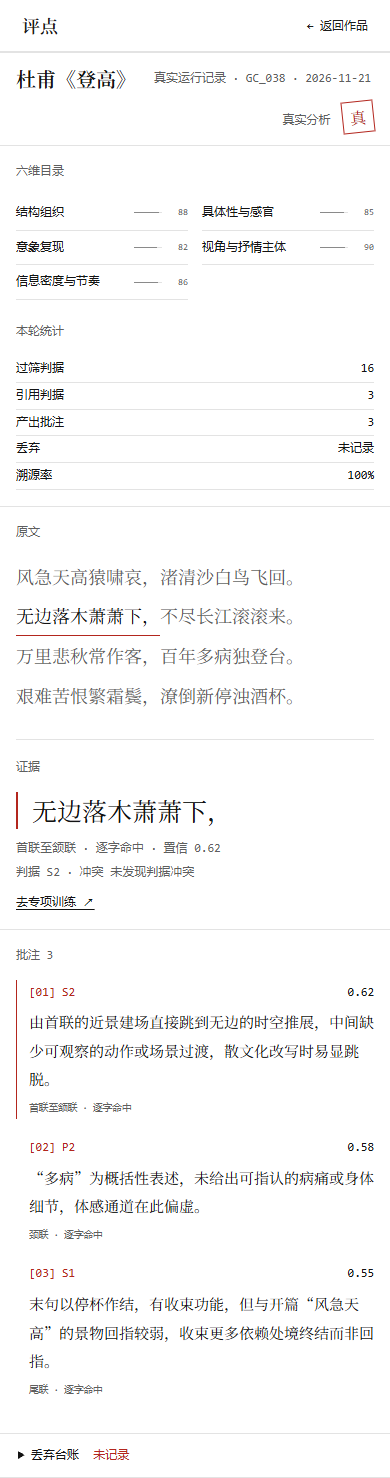 评点
← 返回作品
杜甫《登高》
真实运行记录 · GC_038 · 2026-11-21
真实分析
真
六维目录
结构组织 88
具体性与感官 85
意象复现 82
视角与抒情主体 90
信息密度与节奏 86
本轮统计
过筛判据 16
引用判据 3
产出批注 3
丢弃 未记录
溯源率 100%
原文
风急天高猿啸哀，渚清沙白鸟飞回。
无边落木萧萧下，不尽长江滚滚来。
万里悲秋常作客，百年多病独登台。
艰难苦恨繁霜鬓，潦倒新停浊酒杯。
证据
无边落木萧萧下，
首联至颔联 · 逐字命中 · 置信 0.62
判据 S2 · 冲突 未发现判据冲突
去专项训练 ↗
批注 3
[01] S2 0.62
由首联的近景建场直接跳到无边的时空推展，中间缺
少可观察的动作或场景过渡，散文化改写时易显跳
脱。
首联至颔联 · 逐字命中
[02] P2 0.58
“多病”为概括性表述，未给出可指认的病痛或身体
细节，体感通道在此偏虚。
颈联 · 逐字命中
[03] S1 0.55
末句以停杯作结，有收束功能，但与开篇“风急天
高”的景物回指较弱，收束更多依赖处境终结而非回
指。
尾联 · 逐字命中
▶ 丢弃台账 未记录